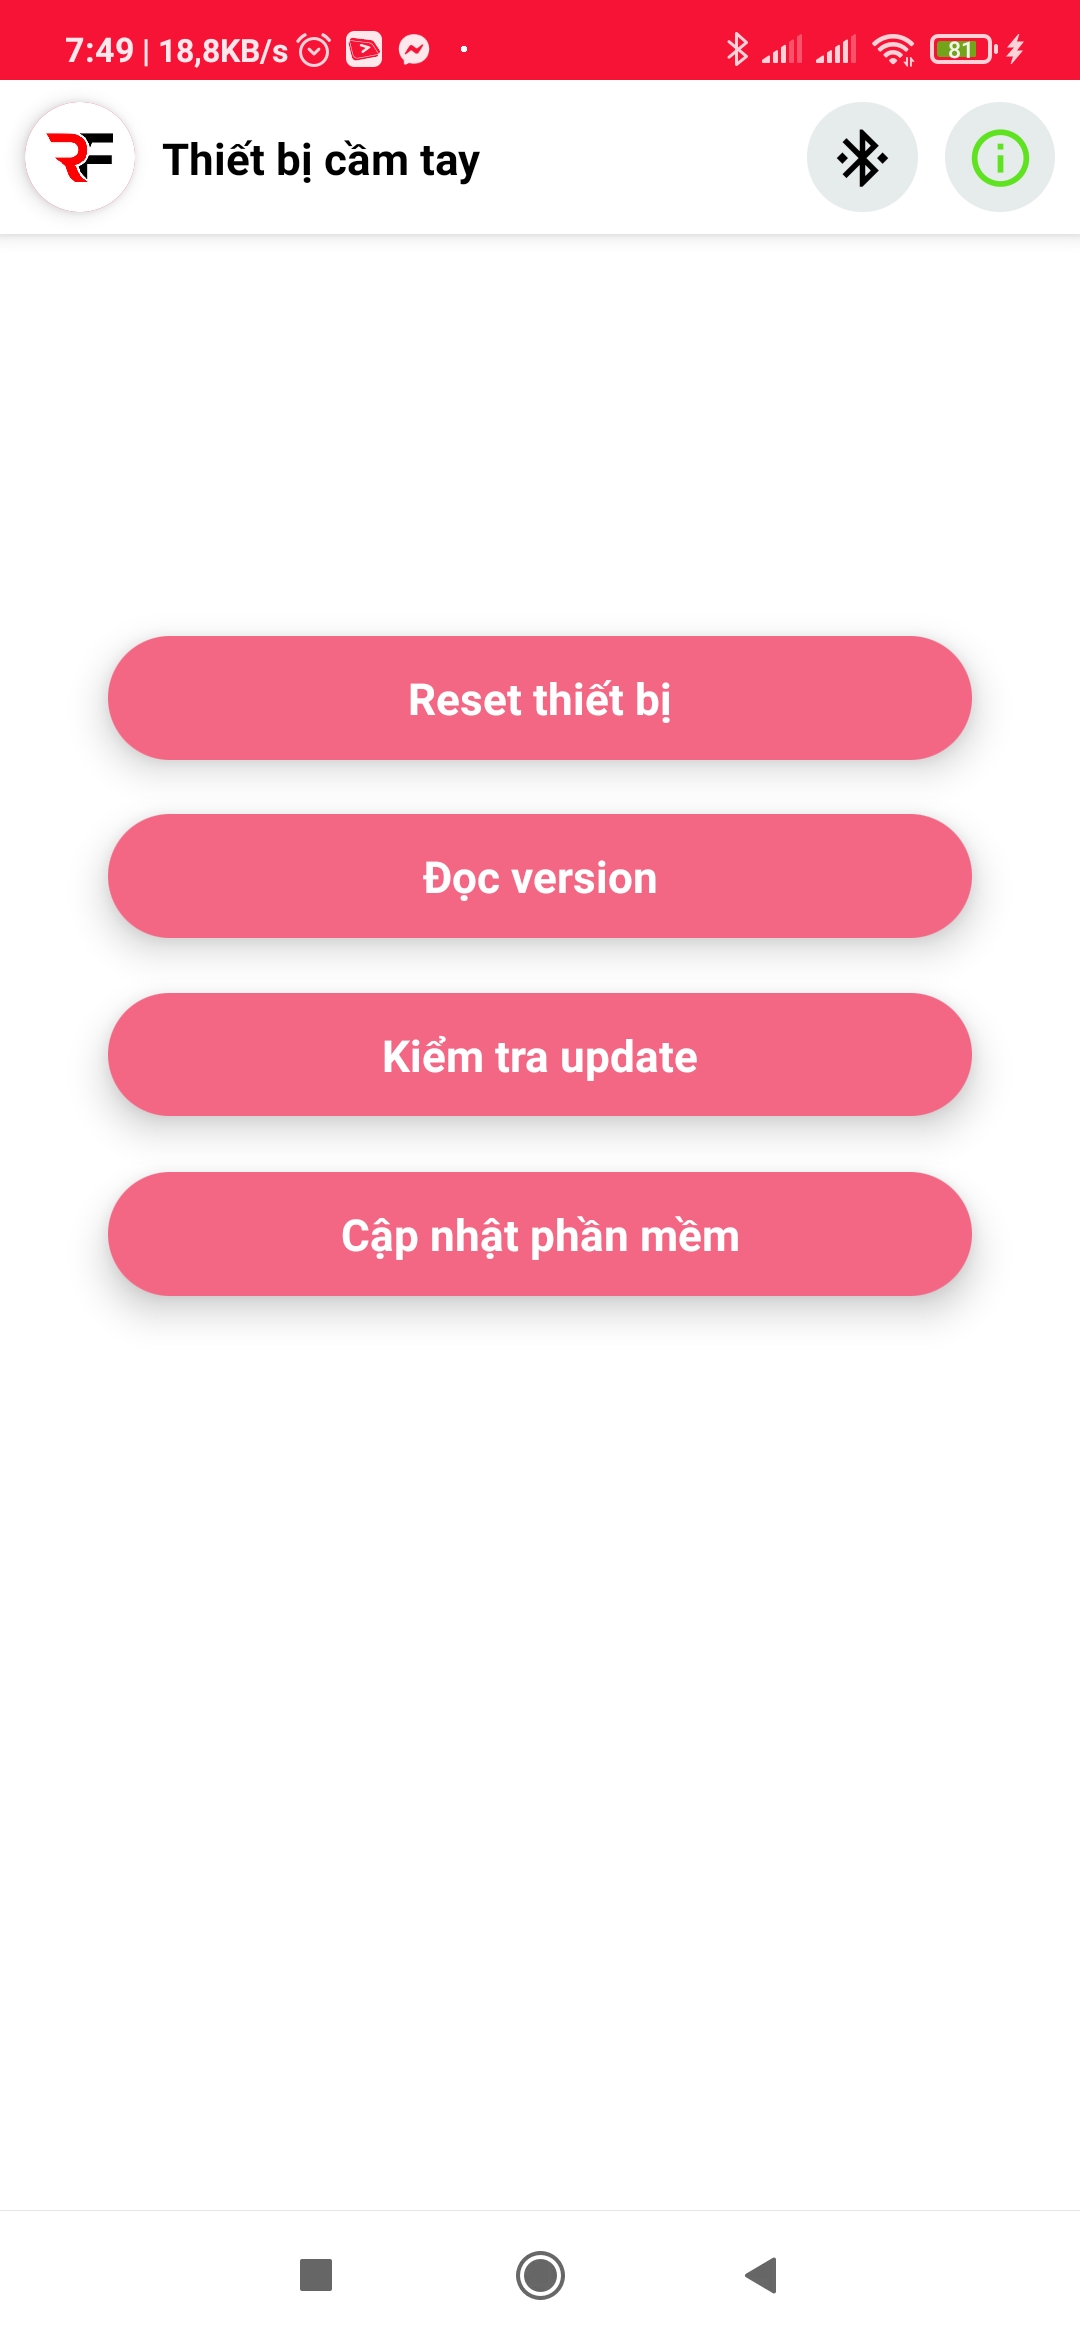 7:49 | 18,8KB/s
81
RF Thiết bị cầm tay
Reset thiết bị
Đọc version
Kiểm tra update
Cập nhật phần mềm